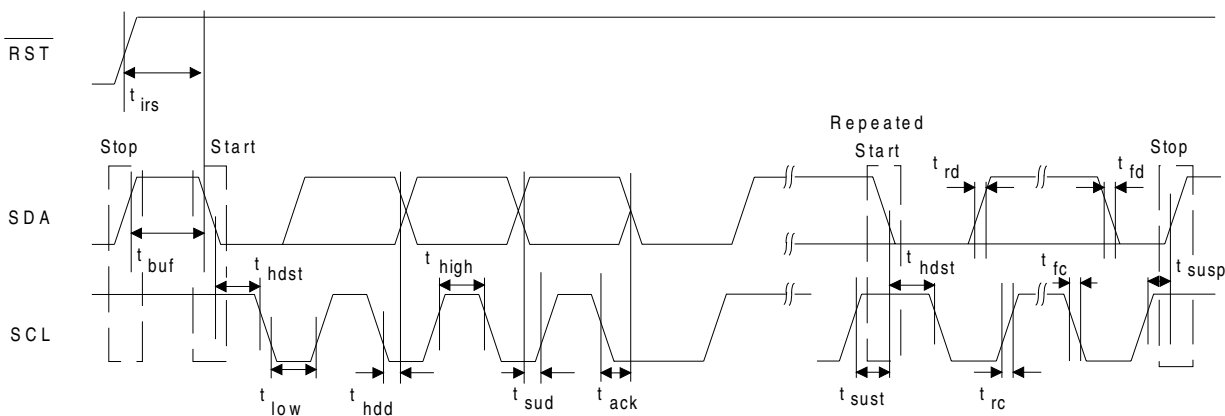 RST
t irs
Repeated
Stop Start Start Stop
t rd t fd
SDA
t buf t hdst t high t hdst t fc t susp
SCL
t low t hdd t sud t ack t sust t rc